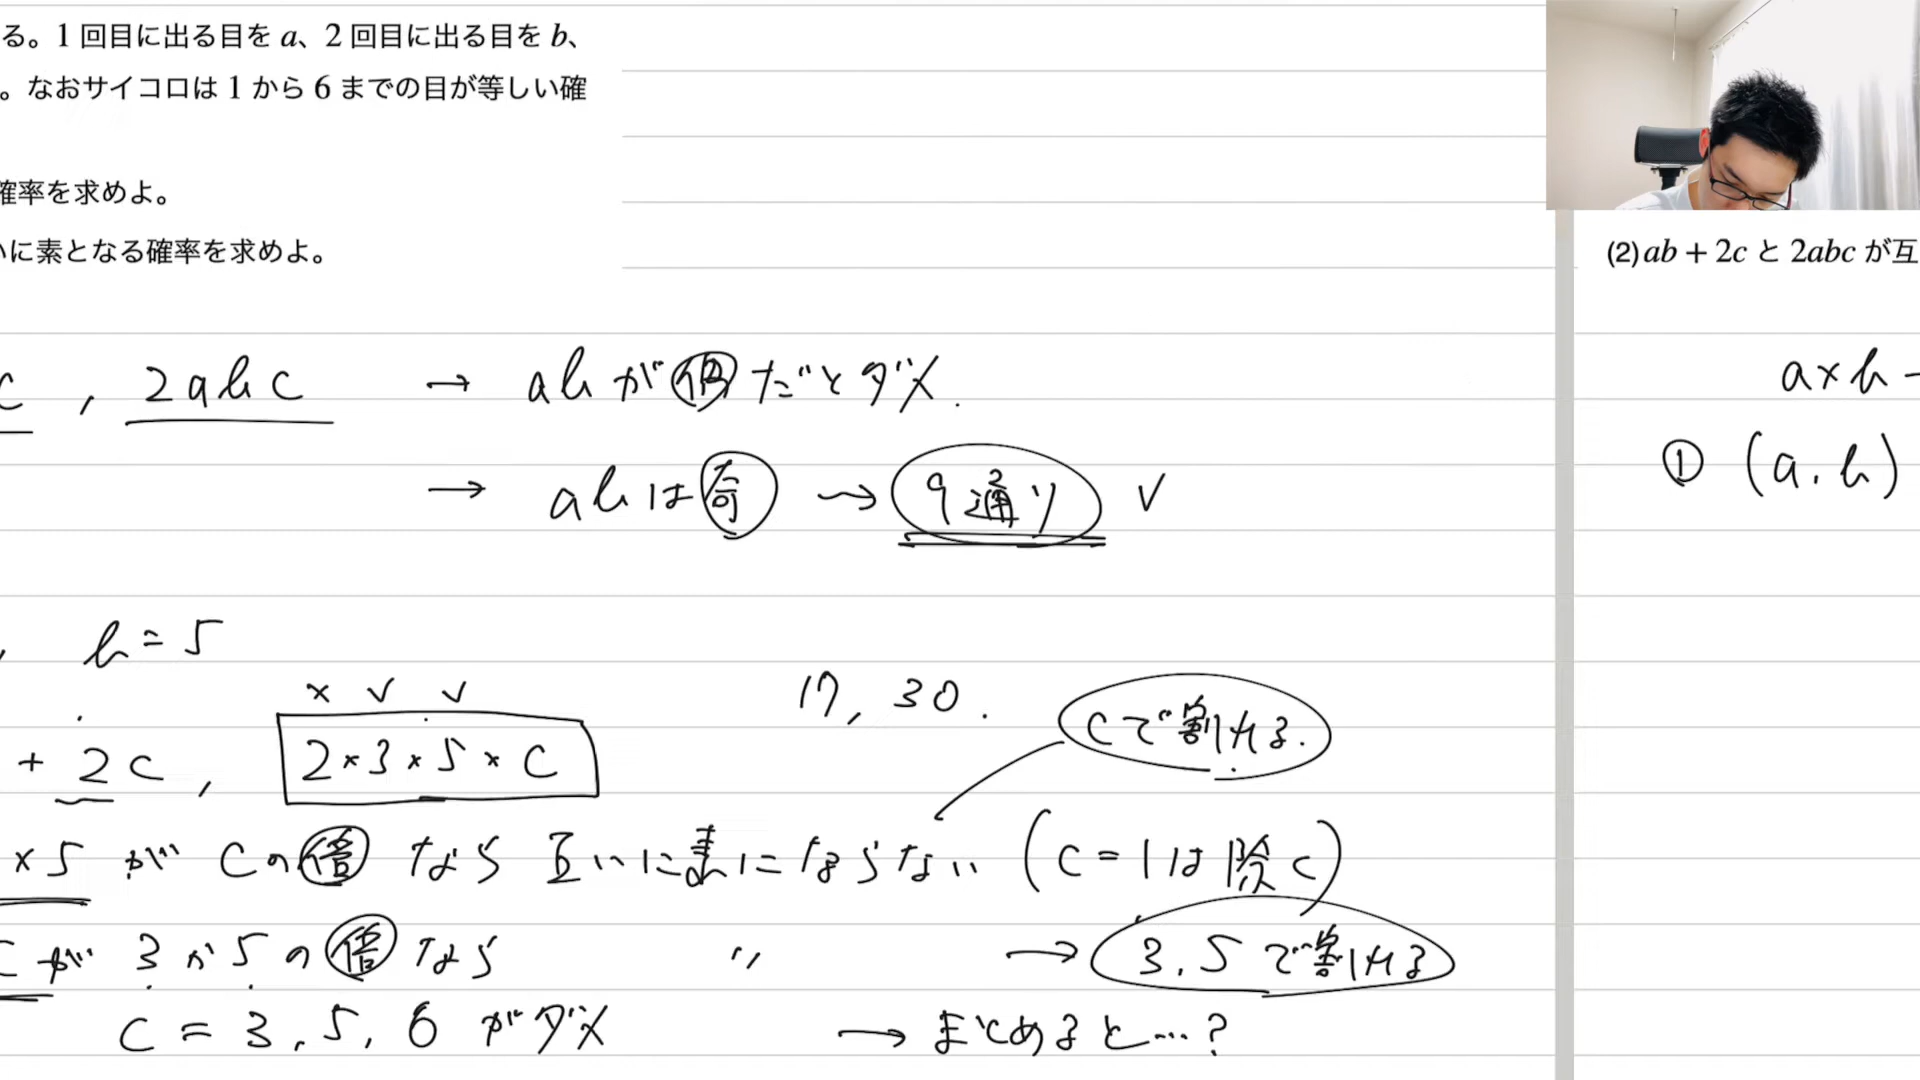 る。1 回目に出る目を a、2 回目に出る目を b、
。なおサイコロは 1 から 6 までの目が等しい確
確率を求めよ。
いに素となる確率を求めよ。
c , 2abc → abが偶だとダメ.
→ abは奇 → 9通り ✓
, b = 5
× ✓ ✓
+ 2c , 2×3×5×c
17, 30.
cで割れる.
×5 が cの倍 なら 互いに素にならない (c=1は除く)
cが 3か5の倍 なら 〃 → 3, 5で割れる
c = 3, 5, 6 がダメ → まとめると…?
(2) ab + 2c と 2abc が互
a×b
① (a, b)